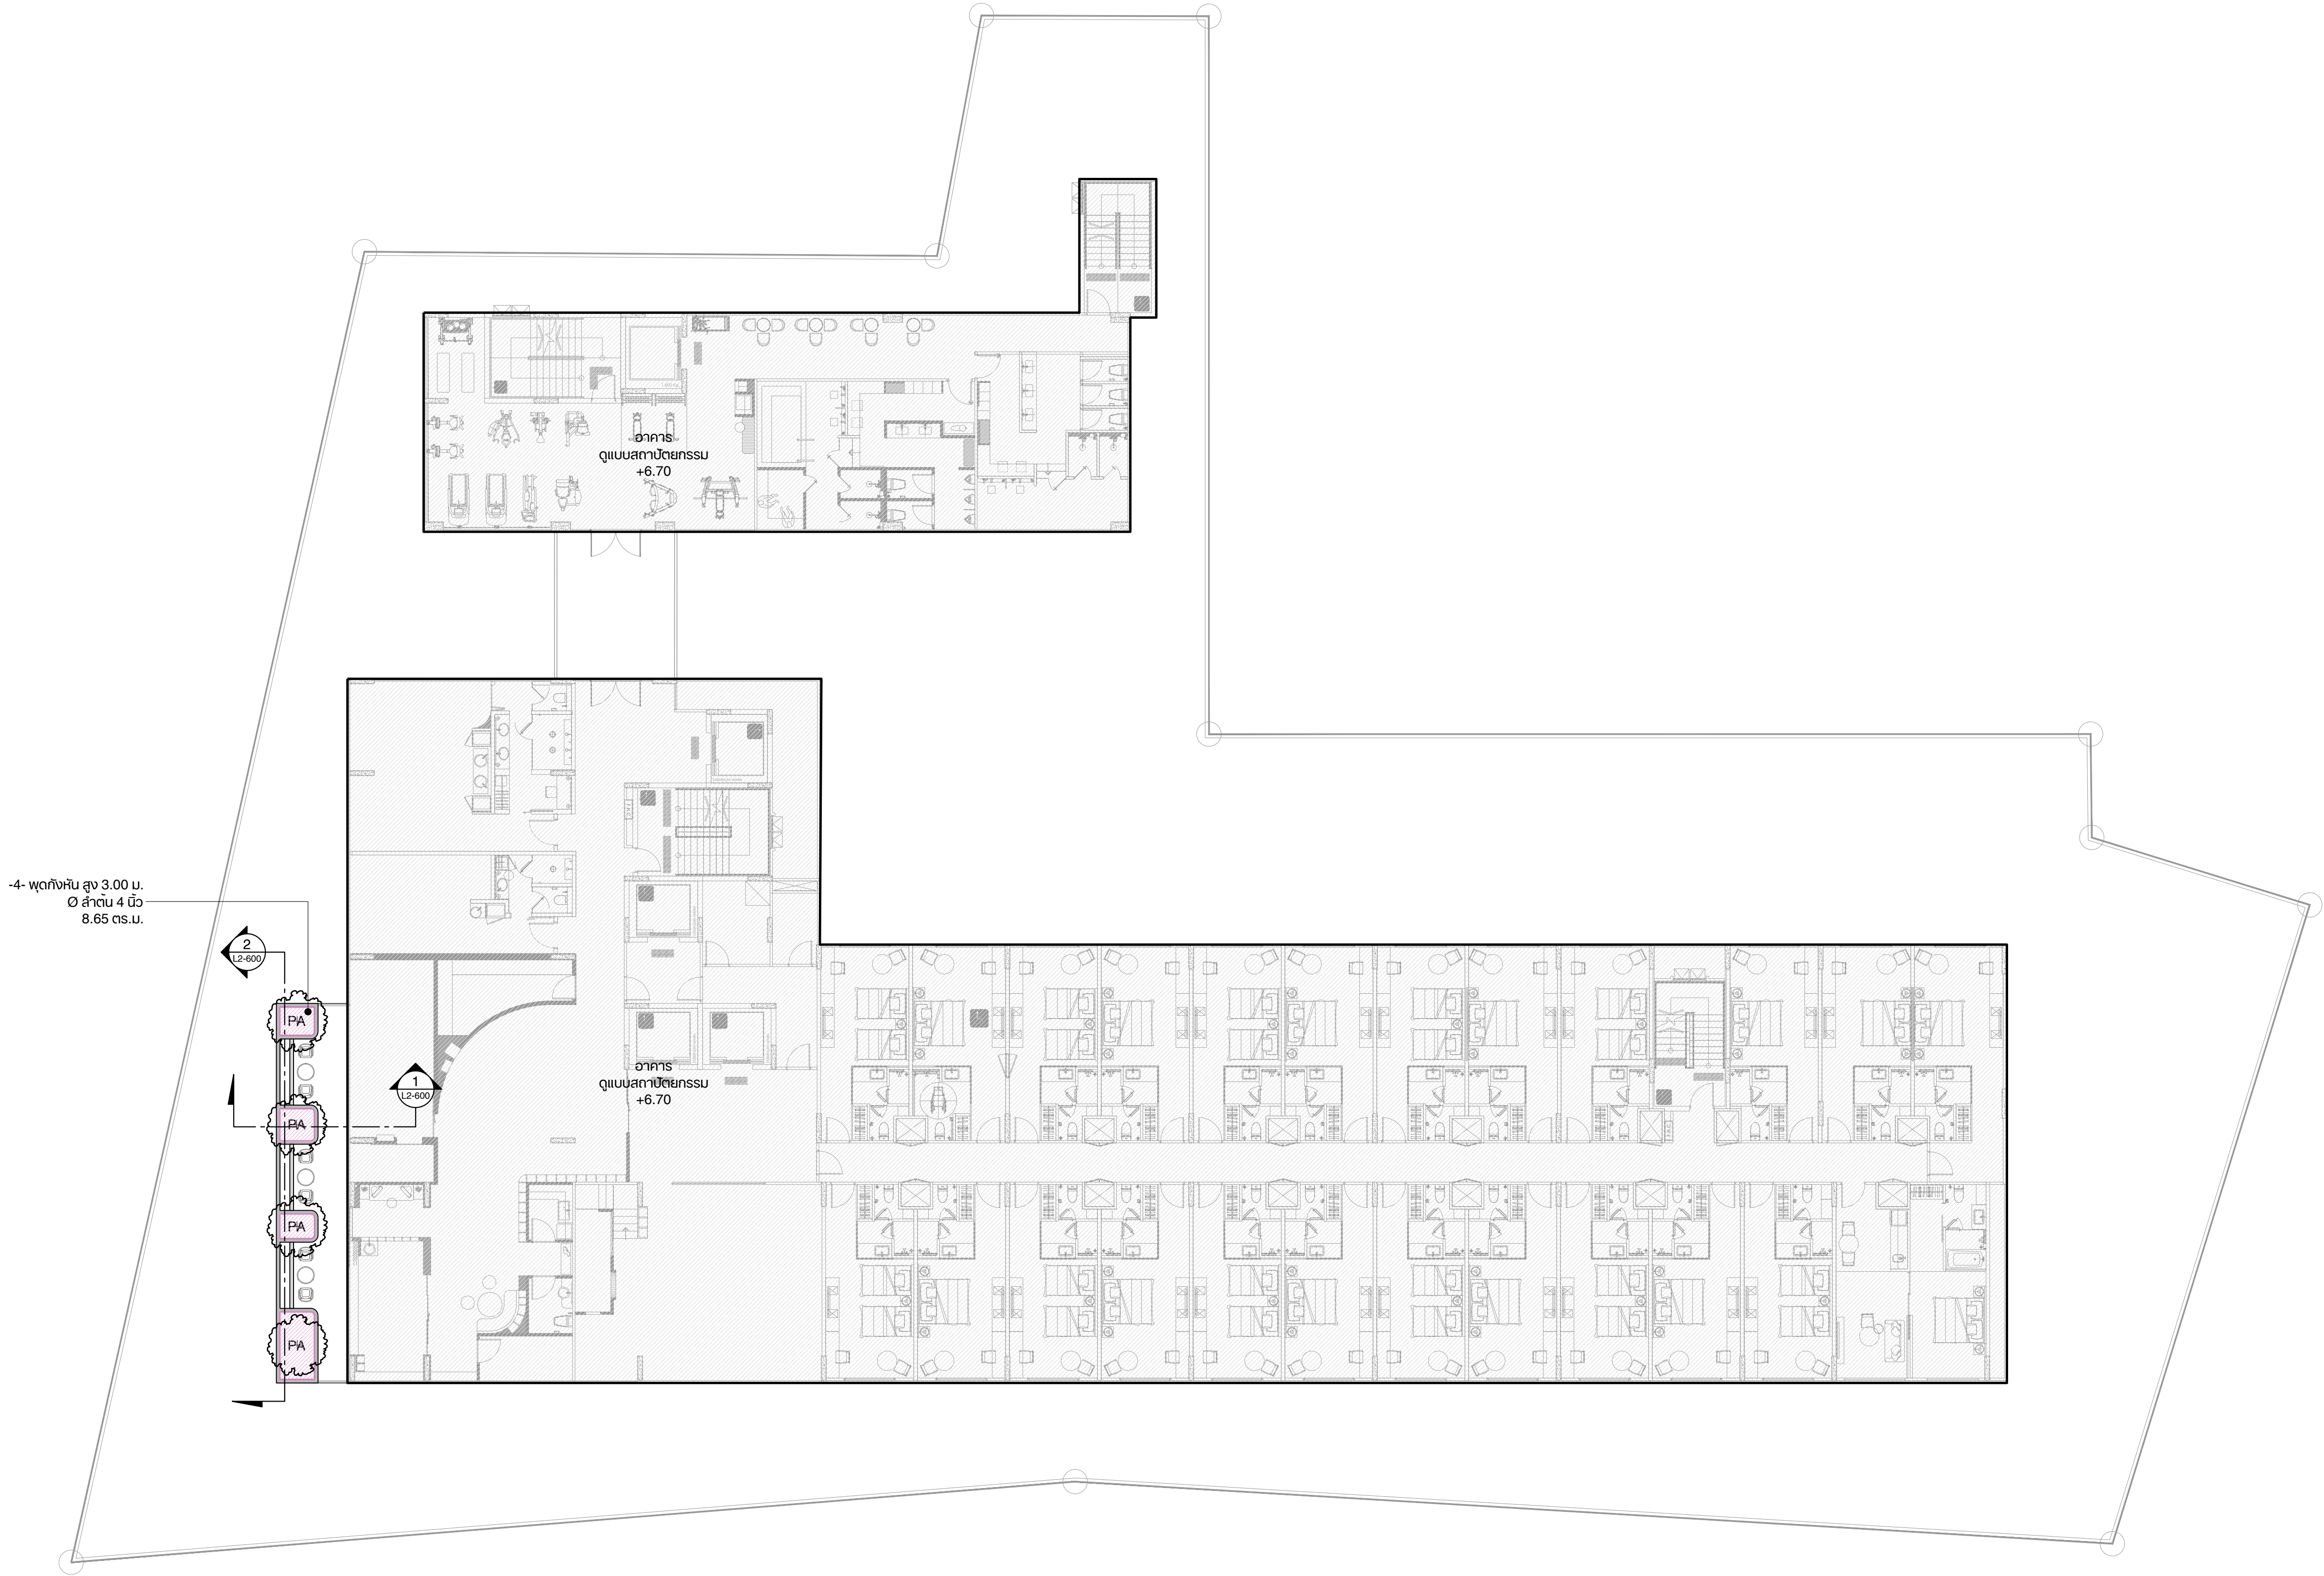 อาคาร
ดูแบบสถาปัตยกรรม
+6.70
-4- พุดกังหัน สูง 3.00 ม.
Ø ลำต้น 4 นิ้ว
8.65 ตร.ม.
2
L2-600
PA
1
L2-600
อาคาร
ดูแบบสถาปัตยกรรม
+6.70
PA
PA
PA